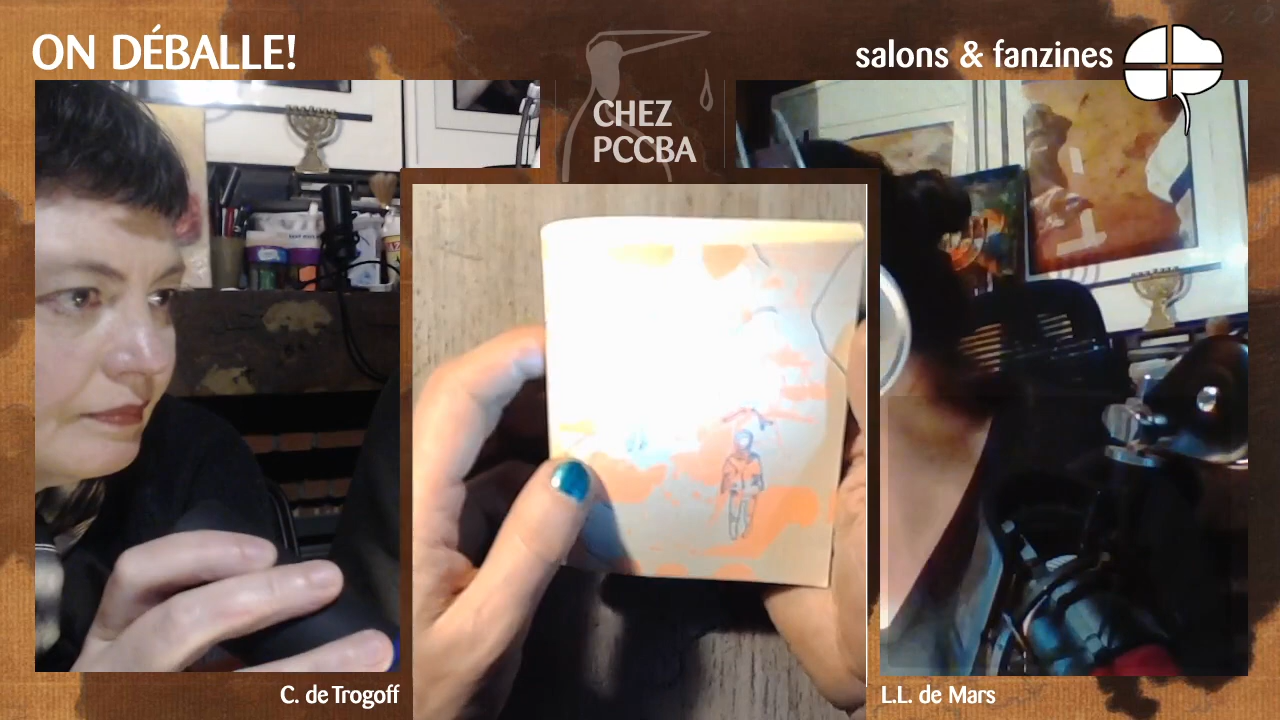 ON DÉBALLE!
salons & fanzines
CHEZ
PCCBA
C. de Trogoff
L.L. de Mars